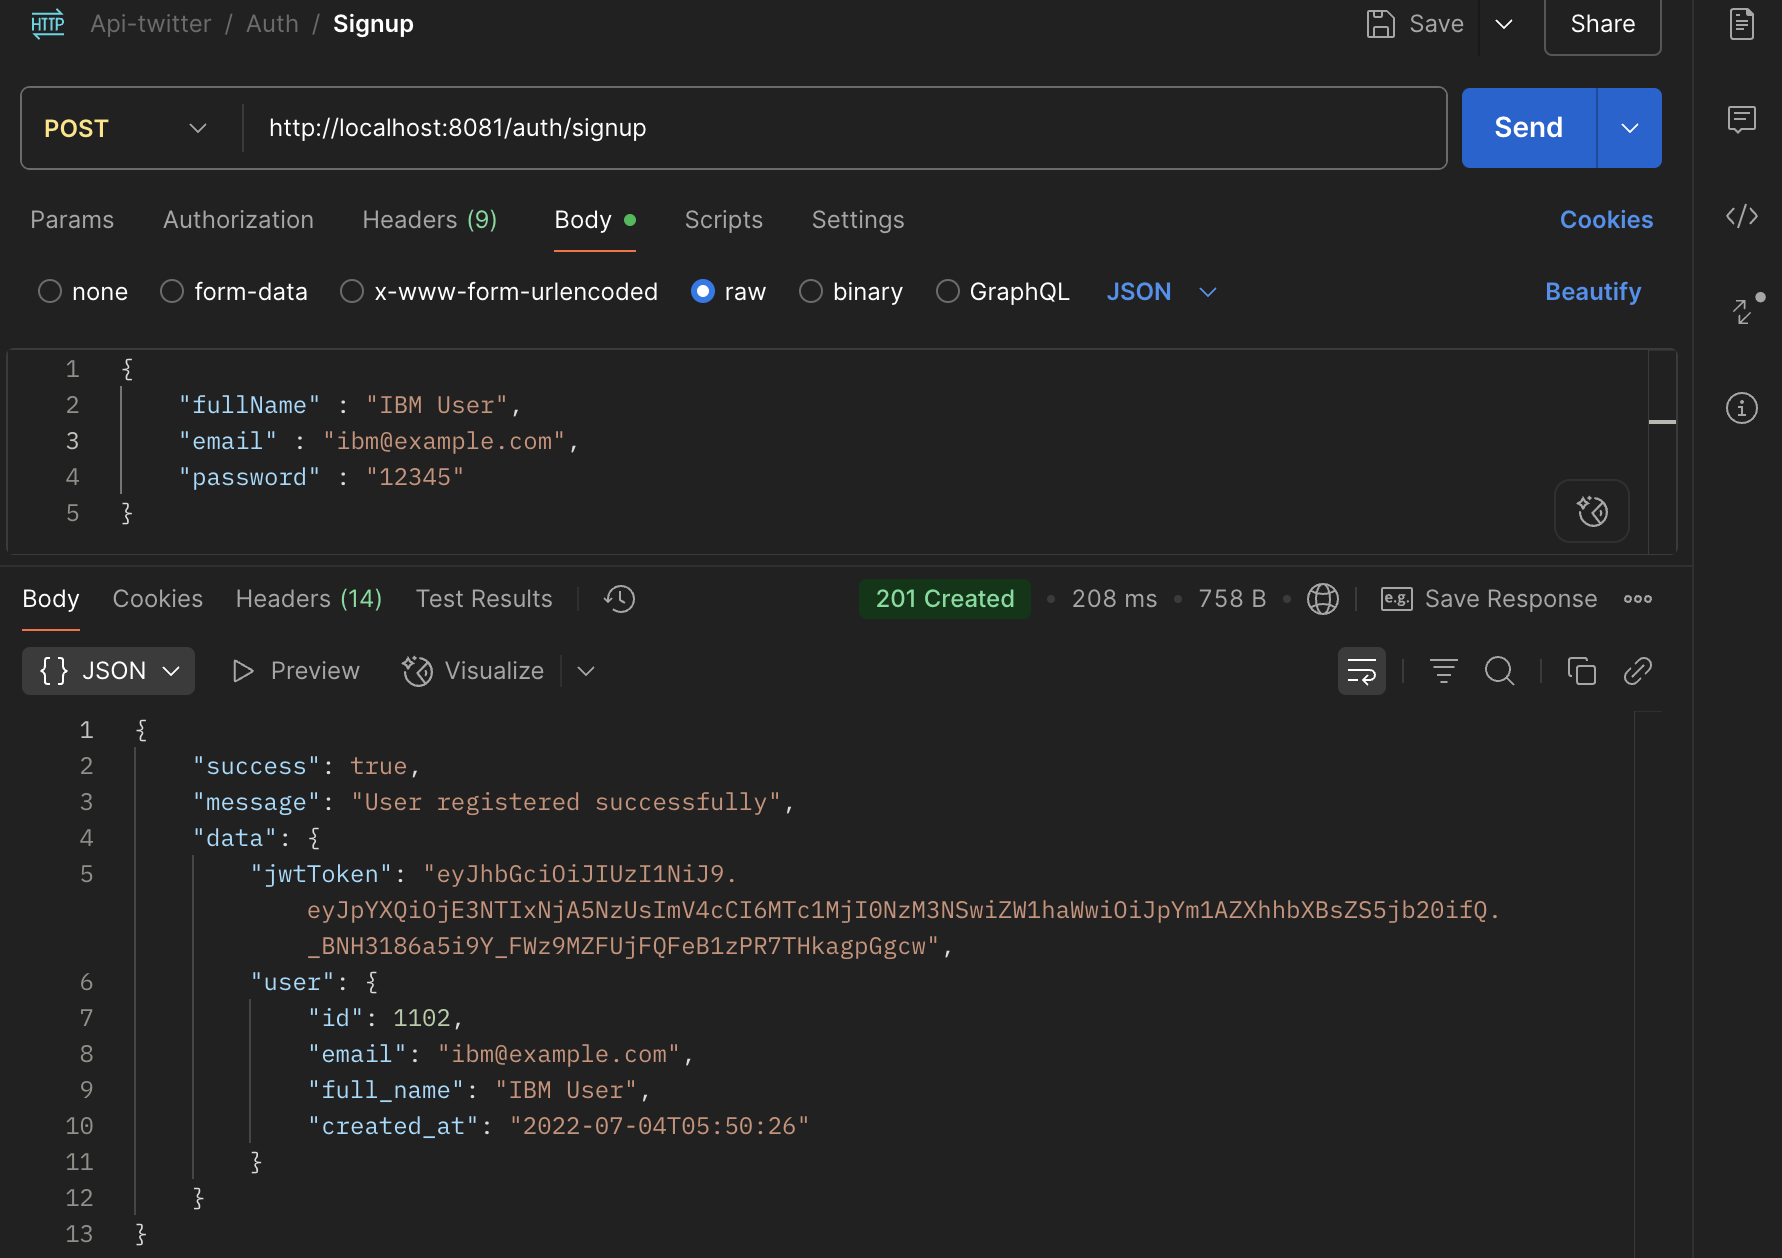 HTTP Api-twitter / Auth / Signup Save Share
POST http://localhost:8081/auth/signup Send
Params Authorization Headers (9) Body Scripts Settings Cookies
none form-data x-www-form-urlencoded raw binary GraphQL JSON Beautify
1 {
2 "fullName" : "IBM User",
3 "email" : "ibm@example.com",
4 "password" : "12345"
5 }
Body Cookies Headers (14) Test Results 201 Created • 208 ms • 758 B • e.g. Save Response
{} JSON Preview Visualize
1 {
2 "success": true,
3 "message": "User registered successfully",
4 "data": {
5 "jwtToken": "eyJhbGciOiJIUzI1NiJ9.
eyJpYXQiOjE3NTIxNjA5NzUsImV4cCI6MTc1MjI0NzM3NSwiZW1haWwiOiJpYm1AZXhhbXBsZS5jb20ifQ.
_BNH3186a5i9Y_FWz9MZFUjFQFeB1zPR7THkagpGgcw",
6 "user": {
7 "id": 1102,
8 "email": "ibm@example.com",
9 "full_name": "IBM User",
10 "created_at": "2022-07-04T05:50:26"
11 }
12 }
13 }